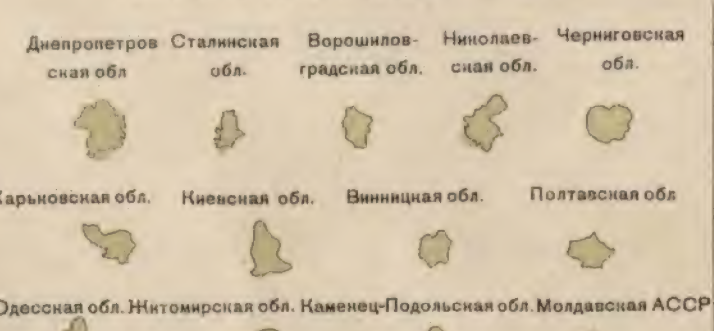 Днепропетров Сталинская Ворошилов- Николаев- Черниговская
ская обл обл. градская обл. ская обл. обл.
Харьковская обл. Киевская обл. Винницкая обл. Полтавская обл
Одесская обл. Житомирская обл. Каменец-Подольская обл. Молдавская АССР